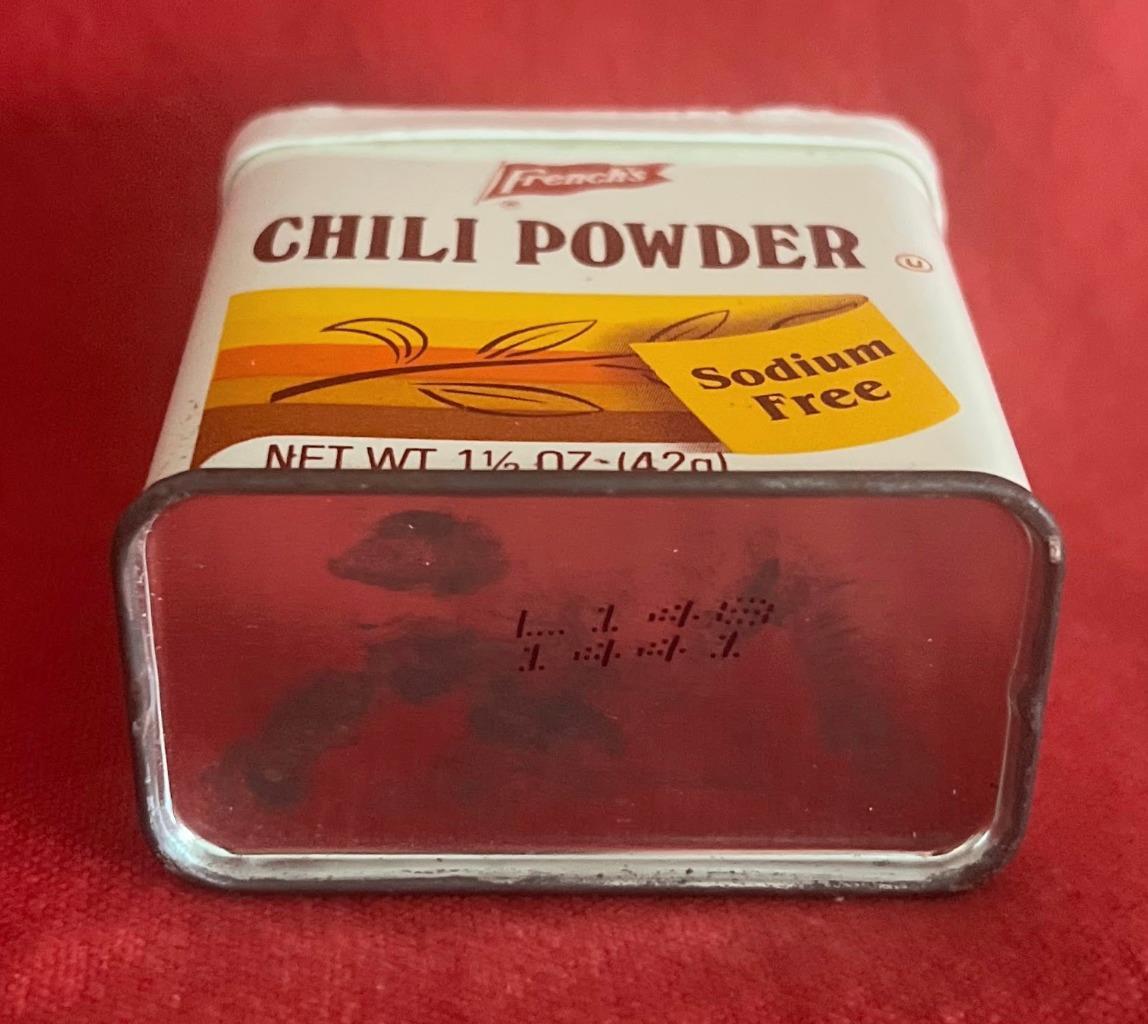 French's
®
CHILI POWDER
U
Sodium
Free
NET WT 1½ OZ-(42g)